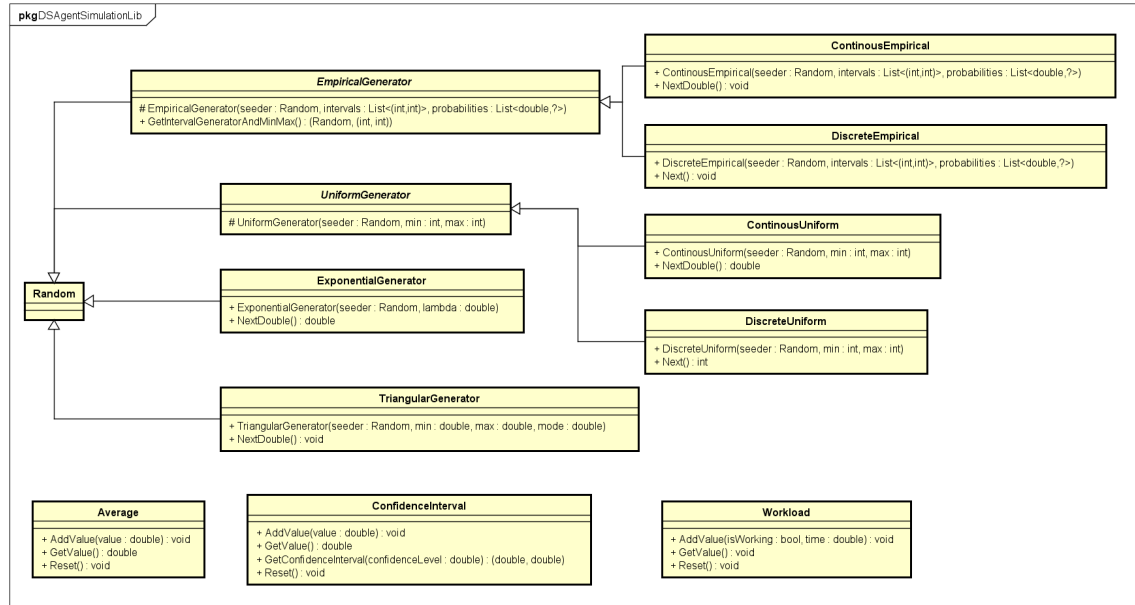 pkgDSAgentSimulationLib
ContinousEmpirical
+ ContinousEmpirical(seeder : Random, intervals : List<(int,int)>, probabilities : List<double,?>)
+ NextDouble() : void
EmpiricalGenerator
# EmpiricalGenerator(seeder : Random, intervals : List<(int,int)>, probabilities : List<double,?>)
+ GetIntervalGeneratorAndMinMax() : (Random, (int, int))
DiscreteEmpirical
+ DiscreteEmpirical(seeder : Random, intervals : List<(int,int)>, probabilities : List<double,?>)
+ Next() : void
UniformGenerator
# UniformGenerator(seeder : Random, min : int, max : int)
ContinousUniform
+ ContinousUniform(seeder : Random, min : int, max : int)
+ NextDouble() : double
Random
ExponentialGenerator
+ ExponentialGenerator(seeder : Random, lambda : double)
+ NextDouble() : double
DiscreteUniform
+ DiscreteUniform(seeder : Random, min : int, max : int)
+ Next() : int
TriangularGenerator
+ TriangularGenerator(seeder : Random, min : double, max : double, mode : double)
+ NextDouble() : void
Average
+ AddValue(value : double) : void
+ GetValue() : double
+ Reset() : void
ConfidenceInterval
+ AddValue(value : double) : void
+ GetValue() : double
+ GetConfidenceInterval(confidenceLevel : double) : (double, double)
+ Reset() : void
Workload
+ AddValue(isWorking : bool, time : double) : void
+ GetValue() : void
+ Reset() : void